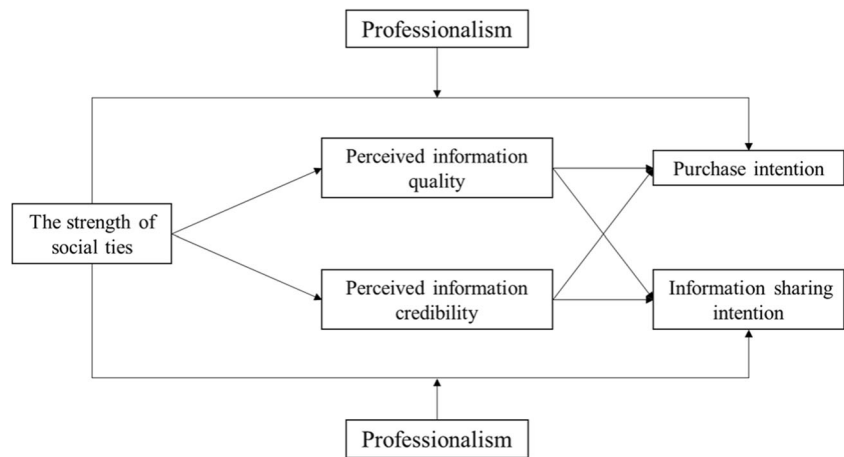 Professionalism
Perceived information
quality
Purchase intention
The strength of
social ties
Perceived information
credibility
Information sharing
intention
Professionalism